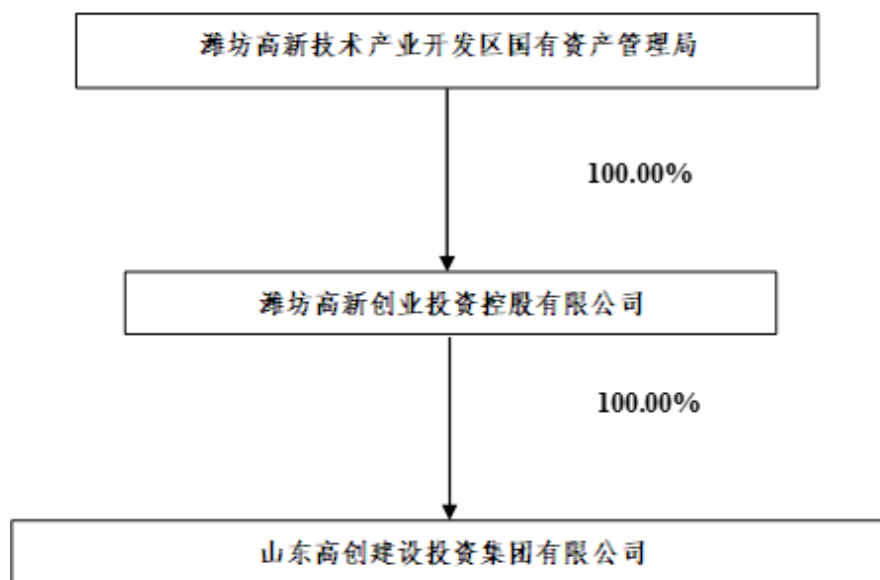 潍坊高新技术产业开发区国有资产管理局
100.00%
潍坊高新创业投资控股有限公司
100.00%
山东高创建设投资集团有限公司